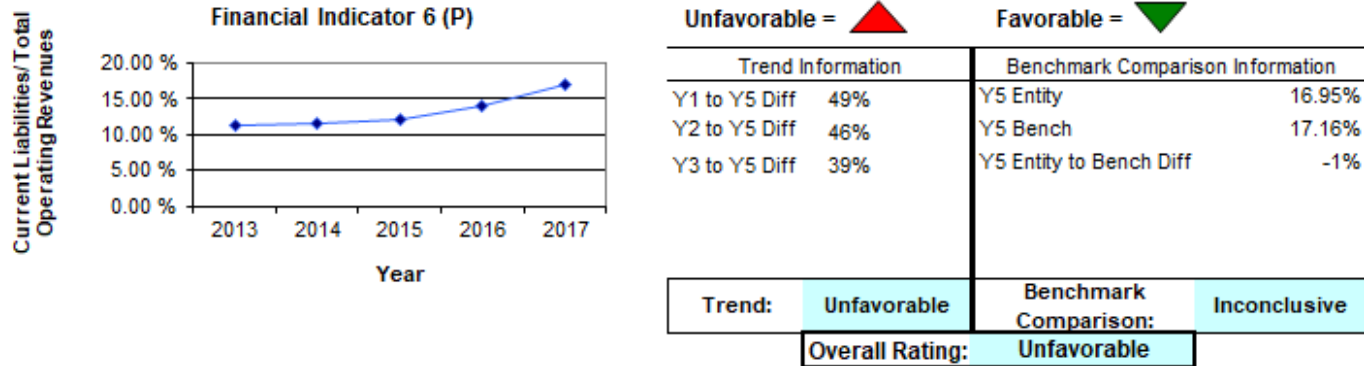 Financial Indicator 6 (P)
Current Liabilities/ Total
Operating Revenues
20.00 %
15.00 %
10.00 %
5.00 %
0.00 %
2013 2014 2015 2016 2017
Year
Unfavorable = Favorable =
Trend Information Benchmark Comparison Information
Y1 to Y5 Diff 49% Y5 Entity 16.95%
Y2 to Y5 Diff 46% Y5 Bench 17.16%
Y3 to Y5 Diff 39% Y5 Entity to Bench Diff -1%
Trend: Unfavorable Benchmark
Comparison: Inconclusive
Overall Rating: Unfavorable